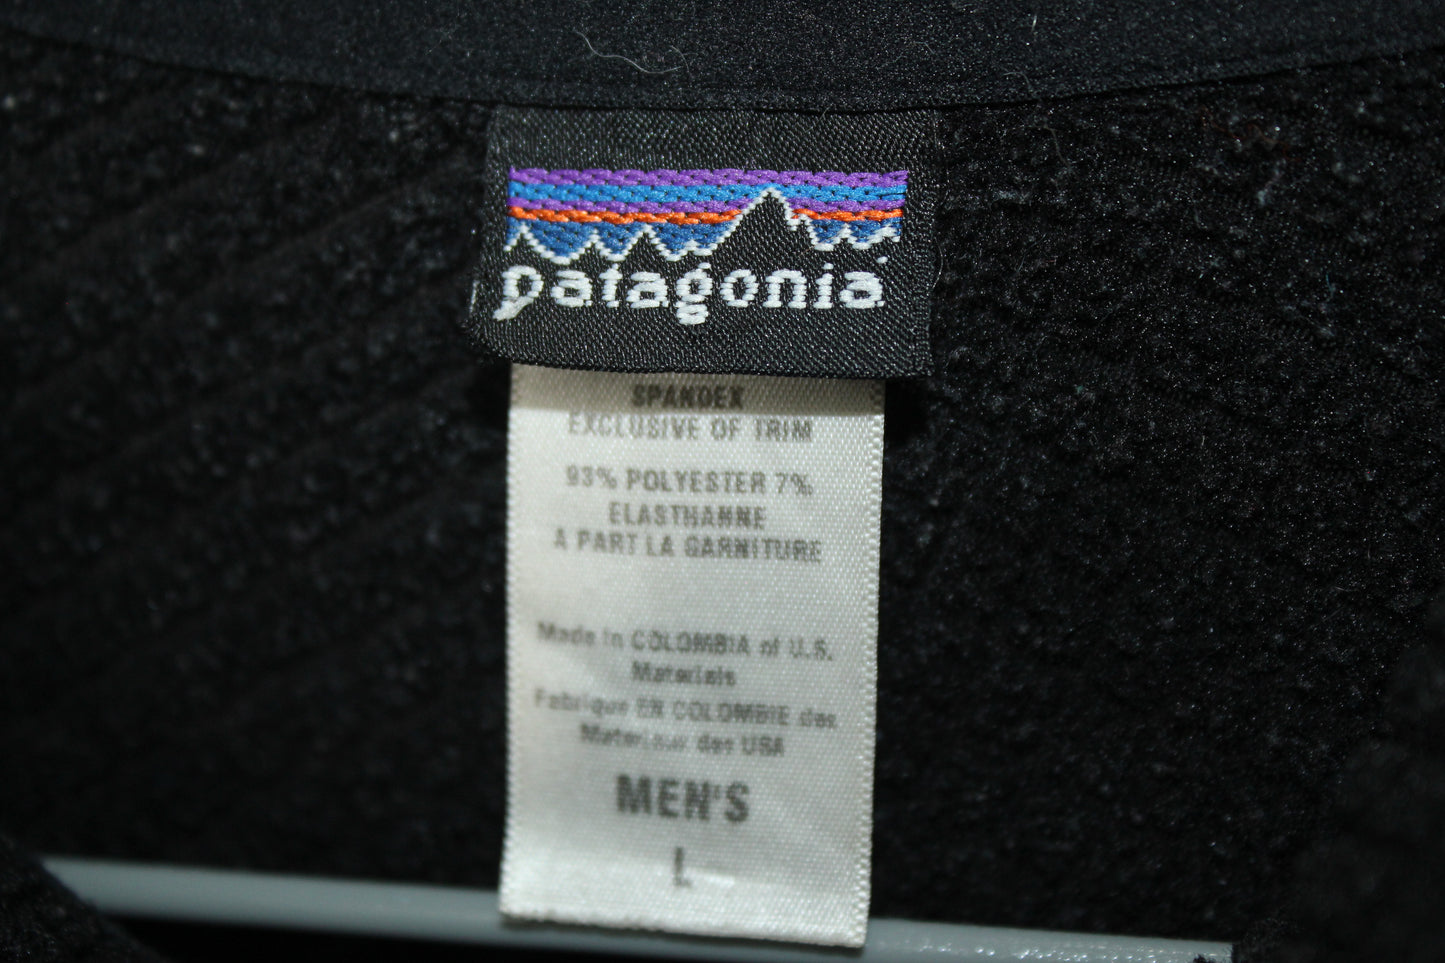 patagonia
SPANDEX
EXCLUSIVE OF TRIM
93% POLYESTER 7%
ELASTHANNE
À PART LA GARNITURE
Made in COLOMBIA of U.S.
Materials
Fabrique EN COLOMBIE des
Materiaux des USA
MEN'S
L